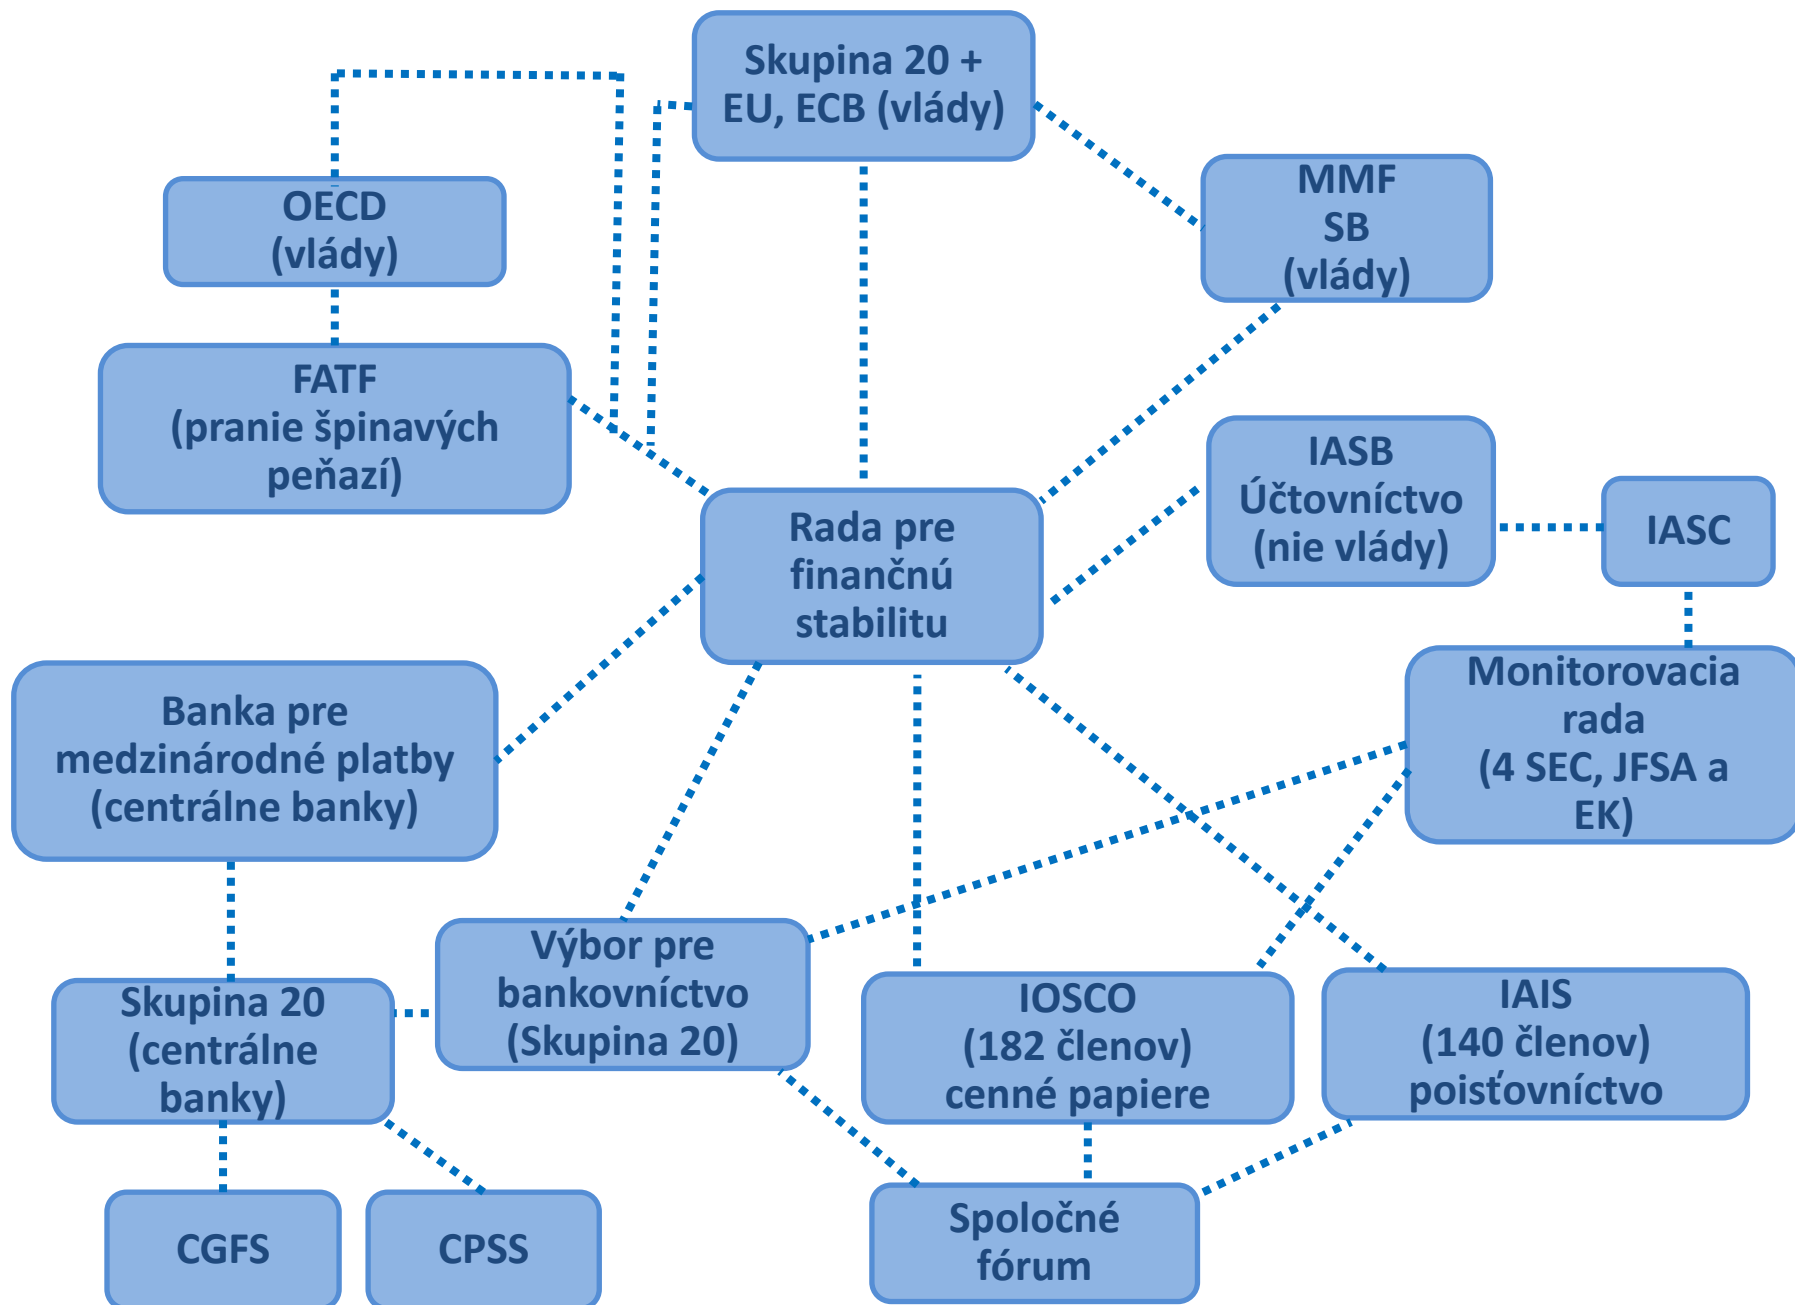 Skupina 20 +
EU, ECB (vlády)
OECD
(vlády)
MMF
SB
(vlády)
FATF
(pranie špinavých
peňazí)
IASB
Účtovníctvo
(nie vlády)
IASC
Rada pre
finančnú
stabilitu
Banka pre
medzinárodné platby
(centrálne banky)
Monitorovacia
rada
(4 SEC, JFSA a
EK)
Skupina 20
(centrálne
banky)
Výbor pre
bankovníctvo
(Skupina 20)
IOSCO
(182 členov)
cenné papiere
IAIS
(140 členov)
poisťovníctvo
CGFS
CPSS
Spoločné
fórum